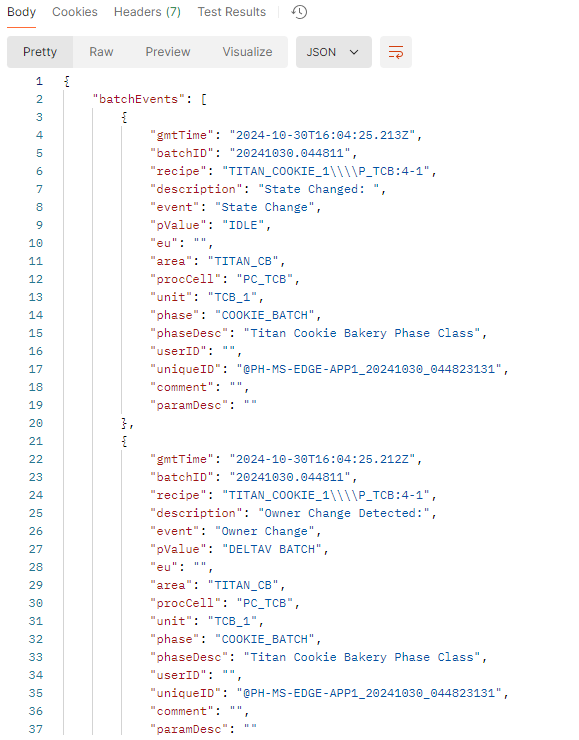 Body Cookies Headers (7) Test Results
Pretty Raw Preview Visualize JSON
1 {
2 "batchEvents": [
3 {
4 "gmtTime": "2024-10-30T16:04:25.213Z",
5 "batchID": "20241030.044811",
6 "recipe": "TITAN_COOKIE_1\\\\P_TCB:4-1",
7 "description": "State Changed: ",
8 "event": "State Change",
9 "pValue": "IDLE",
10 "eu": "",
11 "area": "TITAN_CB",
12 "procCell": "PC_TCB",
13 "unit": "TCB_1",
14 "phase": "COOKIE_BATCH",
15 "phaseDesc": "Titan Cookie Bakery Phase Class",
16 "userID": "",
17 "uniqueID": "@PH-MS-EDGE-APP1_20241030_044823131",
18 "comment": "",
19 "paramDesc": ""
20 },
21 {
22 "gmtTime": "2024-10-30T16:04:25.212Z",
23 "batchID": "20241030.044811",
24 "recipe": "TITAN_COOKIE_1\\\\P_TCB:4-1",
25 "description": "Owner Change Detected:",
26 "event": "Owner Change",
27 "pValue": "DELTAV BATCH",
28 "eu": "",
29 "area": "TITAN_CB",
30 "procCell": "PC_TCB",
31 "unit": "TCB_1",
32 "phase": "COOKIE_BATCH",
33 "phaseDesc": "Titan Cookie Bakery Phase Class",
34 "userID": "",
35 "uniqueID": "@PH-MS-EDGE-APP1_20241030_044823131",
36 "comment": "",
37 "paramDesc": ""